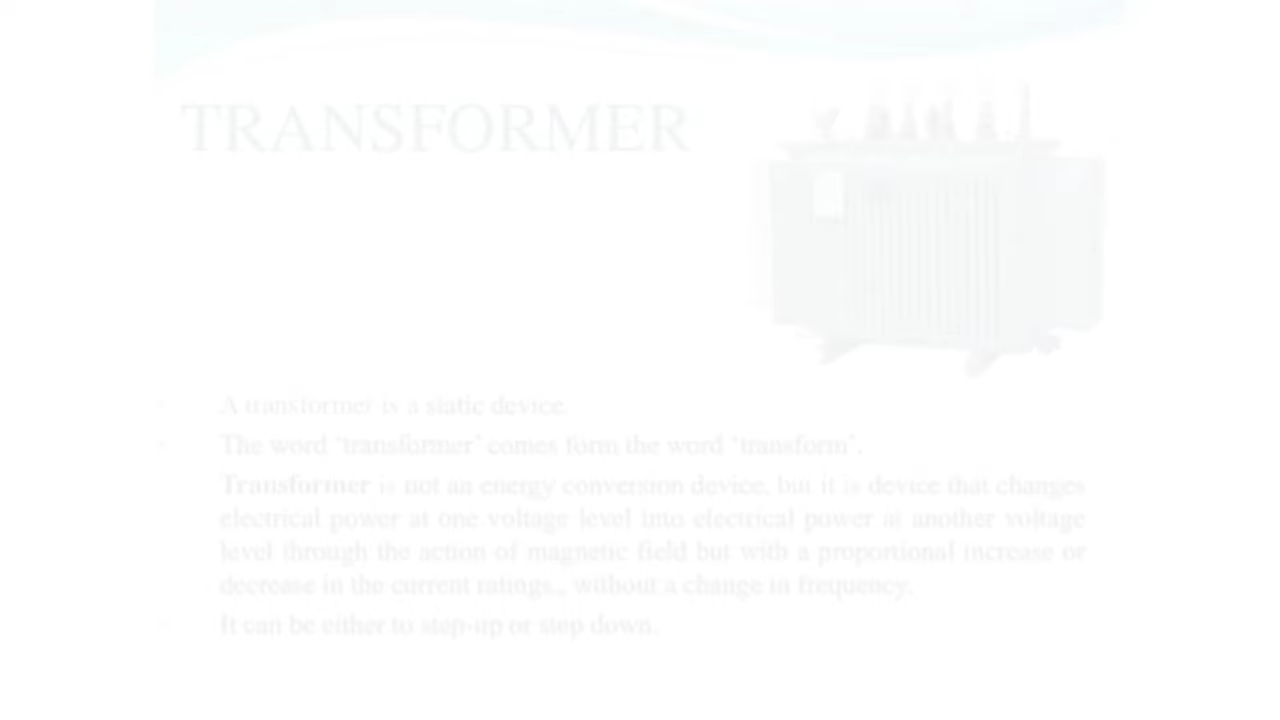 TRANSFORMER
A transformer is a static device.
The word ‘transformer’ comes form the word ‘transform’.
Transformer is not an energy conversion device, but it is device that changes
electrical power at one voltage level into electrical power at another voltage
level through the action of magnetic field but with a proportional increase or
decrease in the current ratings., without a change in frequency.
It can be either to step-up or step down.